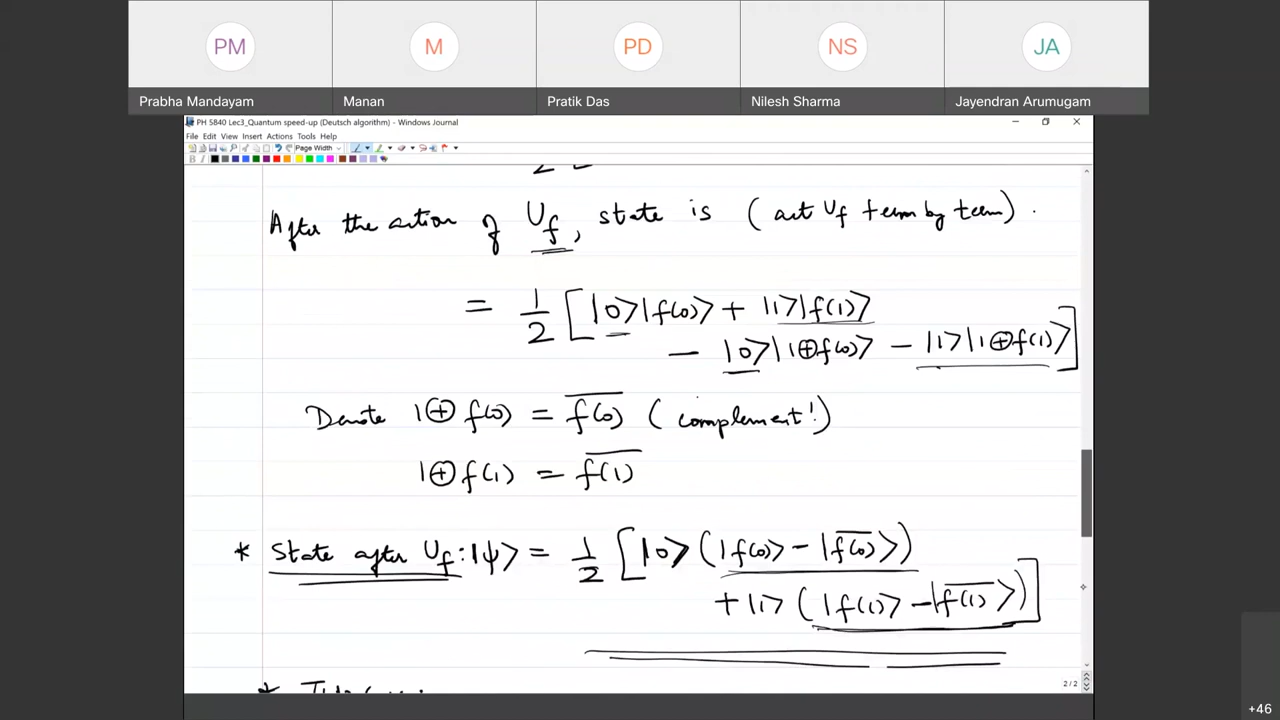 PM M PD NS JA
Prabha Mandayam Manan Pratik Das Nilesh Sharma Jayendran Arumugam
PH 5840 Lec3_Quantum speed-up (Deutsch algorithm) - Windows Journal
File Edit View Insert Actions Tools Help
Page Width
B I
After the action of U_f, state is (act U_f term by term).
= 1/2 [ |0>|f(0)> + |1>|f(1)>
- |0>|1⊕f(0)> - |1>|1⊕f(1)> ]
Denote 1⊕f(0) = \overline{f(0)} (complement!)
1⊕f(1) = \overline{f(1)}
* State after U_f : |ψ> = 1/2 [ |0> ( |f(0)> - |\overline{f(0)}> )
+ |1> ( |f(1)> - |\overline{f(1)}> ) ]
2 / 2
+46